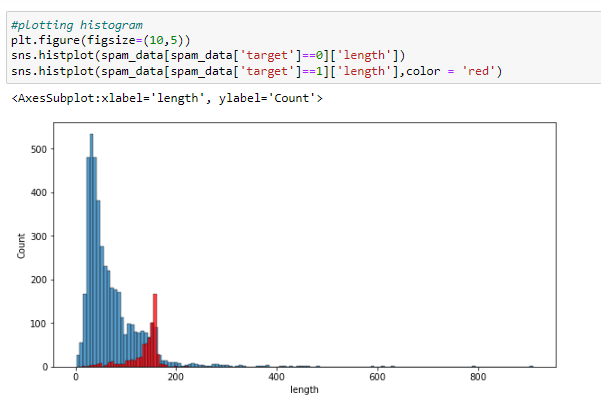 #plotting histogram
plt.figure(figsize=(10,5))
sns.histplot(spam_data[spam_data['target']==0]['length'])
sns.histplot(spam_data[spam_data['target']==1]['length'],color = 'red')
<AxesSubplot:xlabel='length', ylabel='Count'>
500
400
300
200
100
0
Count
0 200 400 600 800
length